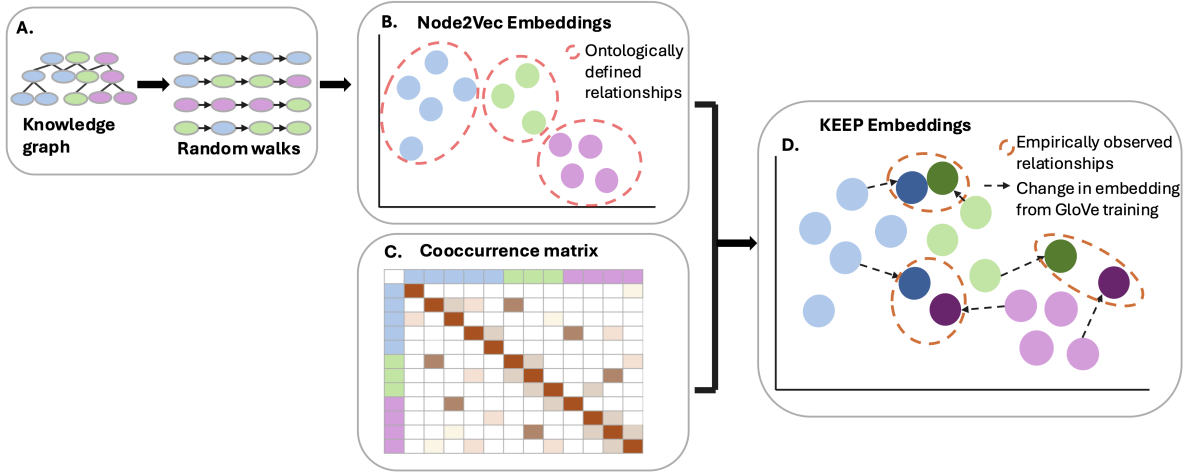 A.
Knowledge
graph
Random walks
B.
Node2Vec Embeddings
Ontologically
defined
relationships
C.
Cooccurrence matrix
KEEP Embeddings
D.
Empirically observed
relationships
Change in embedding
from GloVe training